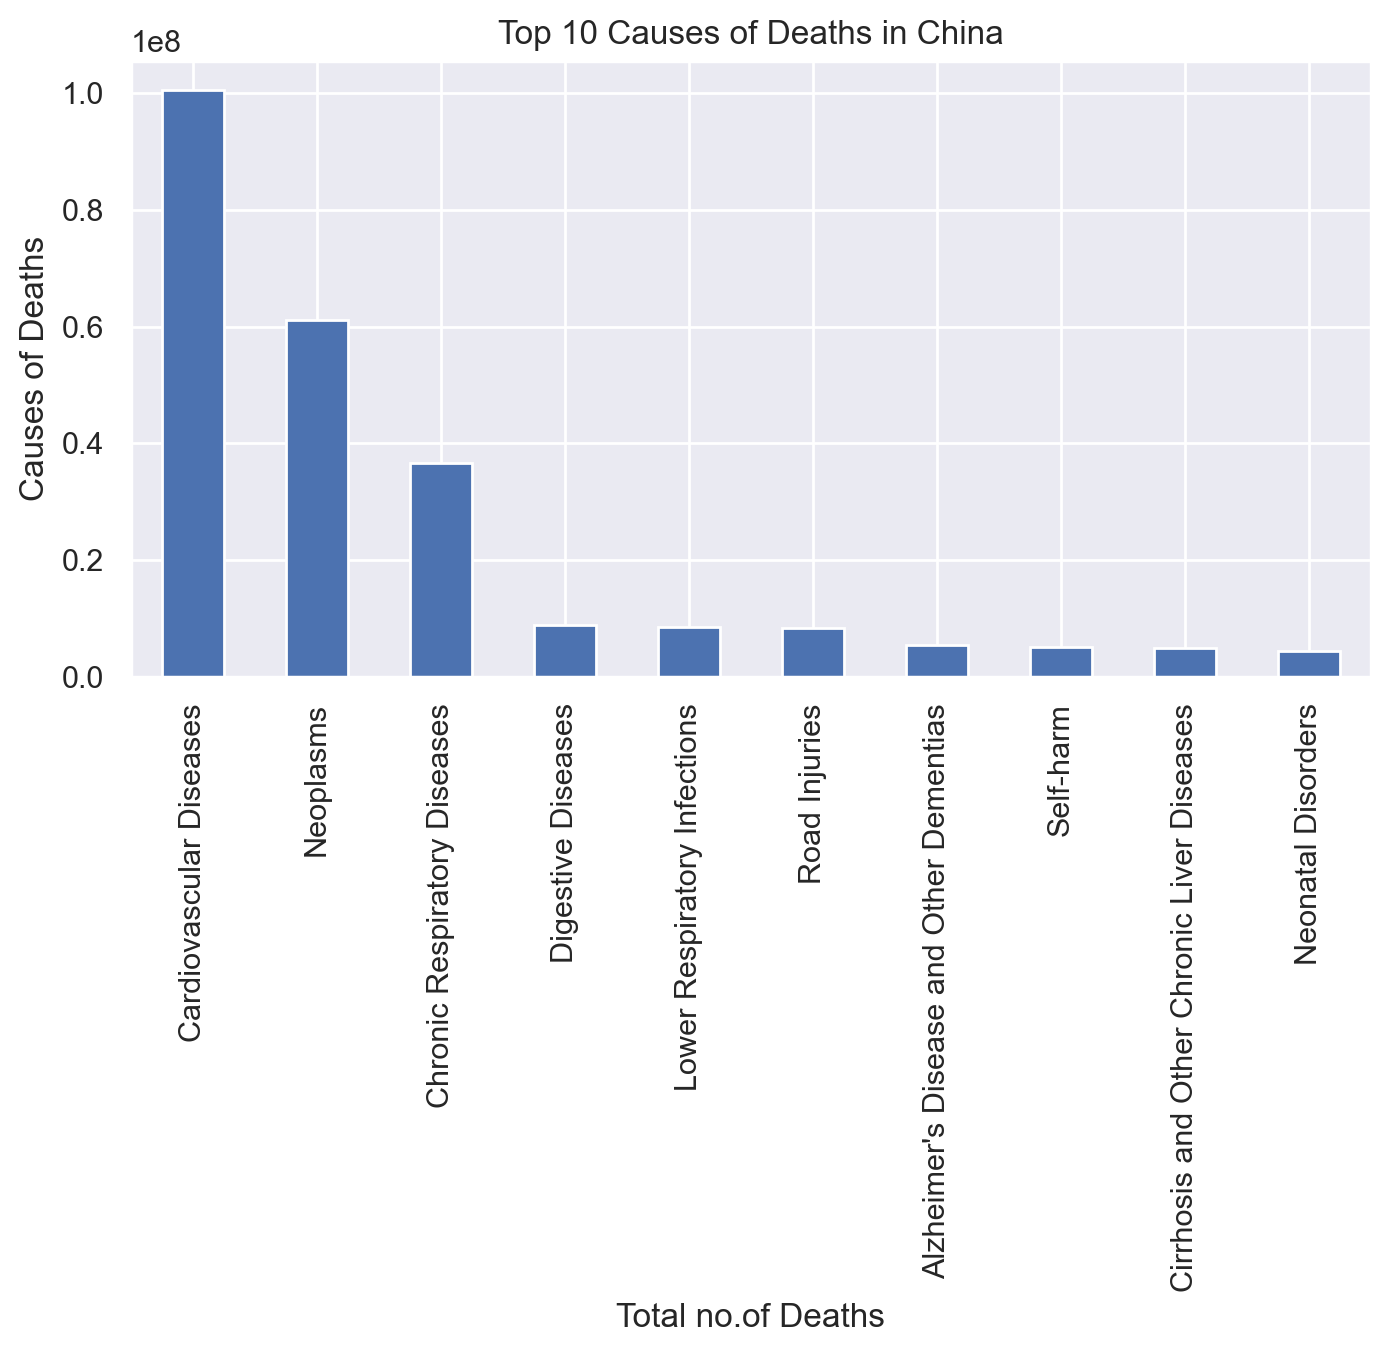 Top 10 Causes of Deaths in China
1e8
1.0
0.8
0.6
0.4
0.2
0.0
Causes of Deaths
Cardiovascular Diseases
Neoplasms
Chronic Respiratory Diseases
Digestive Diseases
Lower Respiratory Infections
Road Injuries
Alzheimer's Disease and Other Dementias
Self-harm
Cirrhosis and Other Chronic Liver Diseases
Neonatal Disorders
Total no.of Deaths